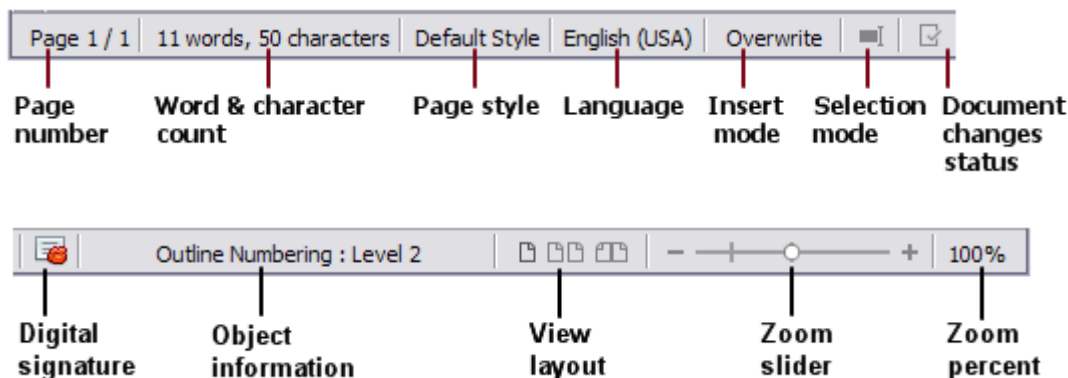 Page 1 / 1 11 words, 50 characters Default Style English (USA) Overwrite
Page Word & character Page style Language Insert Selection Document
number count mode mode changes
status
Outline Numbering : Level 2 100%
Digital Object View Zoom Zoom
signature information layout slider percent